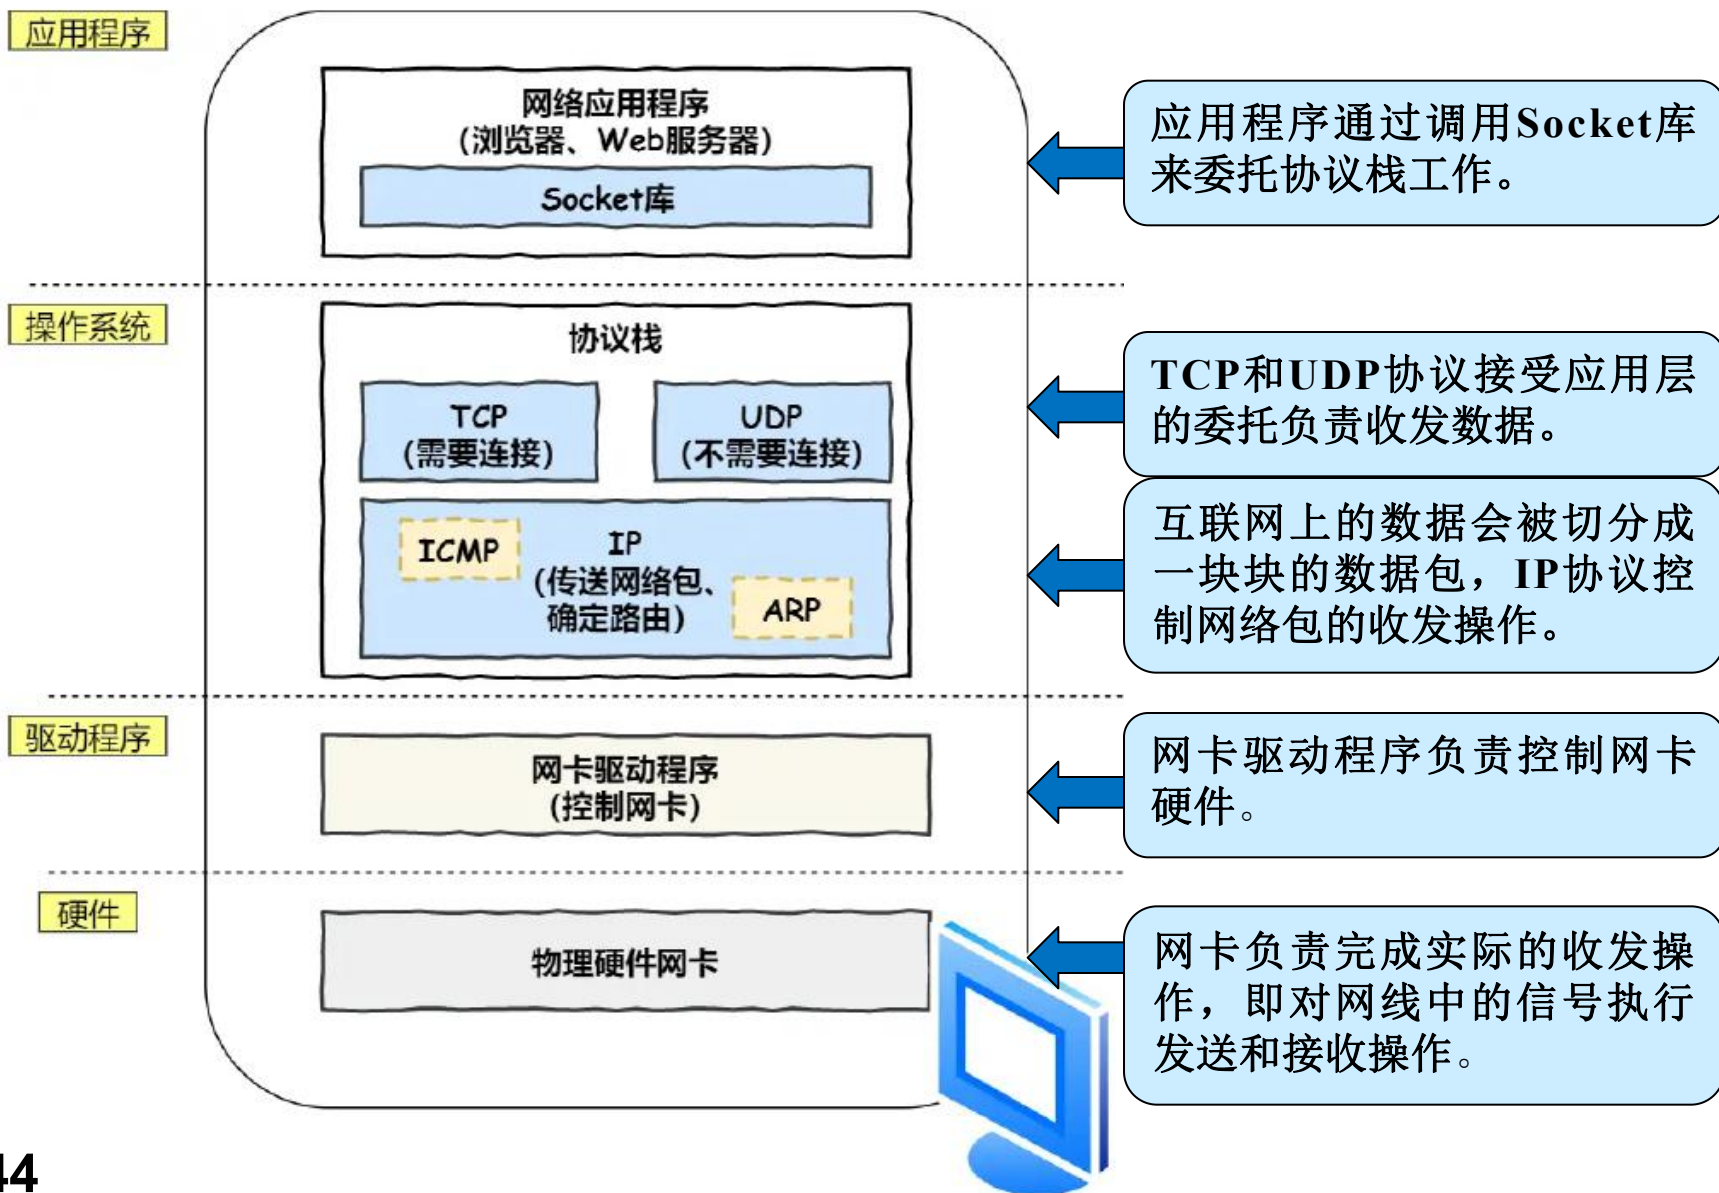 应用程序
网络应用程序
(浏览器、Web服务器)
Socket库
应用程序通过调用Socket库
来委托协议栈工作。
操作系统
协议栈
TCP
(需要连接)
UDP
(不需要连接)
TCP和UDP协议接受应用层
的委托负责收发数据。
ICMP
IP
(传送网络包、
确定路由)
ARP
互联网上的数据会被切分成
一块块的数据包，IP协议控
制网络包的收发操作。
驱动程序
网卡驱动程序
(控制网卡)
网卡驱动程序负责控制网卡
硬件。
硬件
物理硬件网卡
网卡负责完成实际的收发操
作，即对网线中的信号执行
发送和接收操作。
44